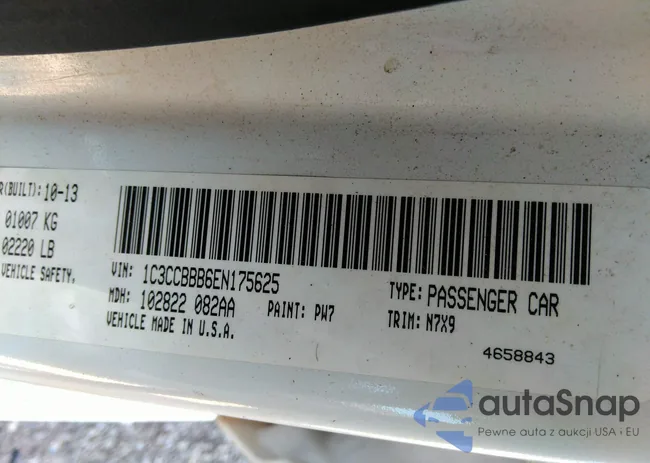 R(BUILT): 10-13
01007 KG
02220 LB
VEHICLE SAFETY,
VIN: 1C3CCBBB6EN175625
MDH: 102822 082AA PAINT: PW7
VEHICLE MADE IN U.S.A.
TYPE: PASSENGER CAR
TRIM: N7X9
4658843
autoSnap
Pewne auta z aukcji USA i EU